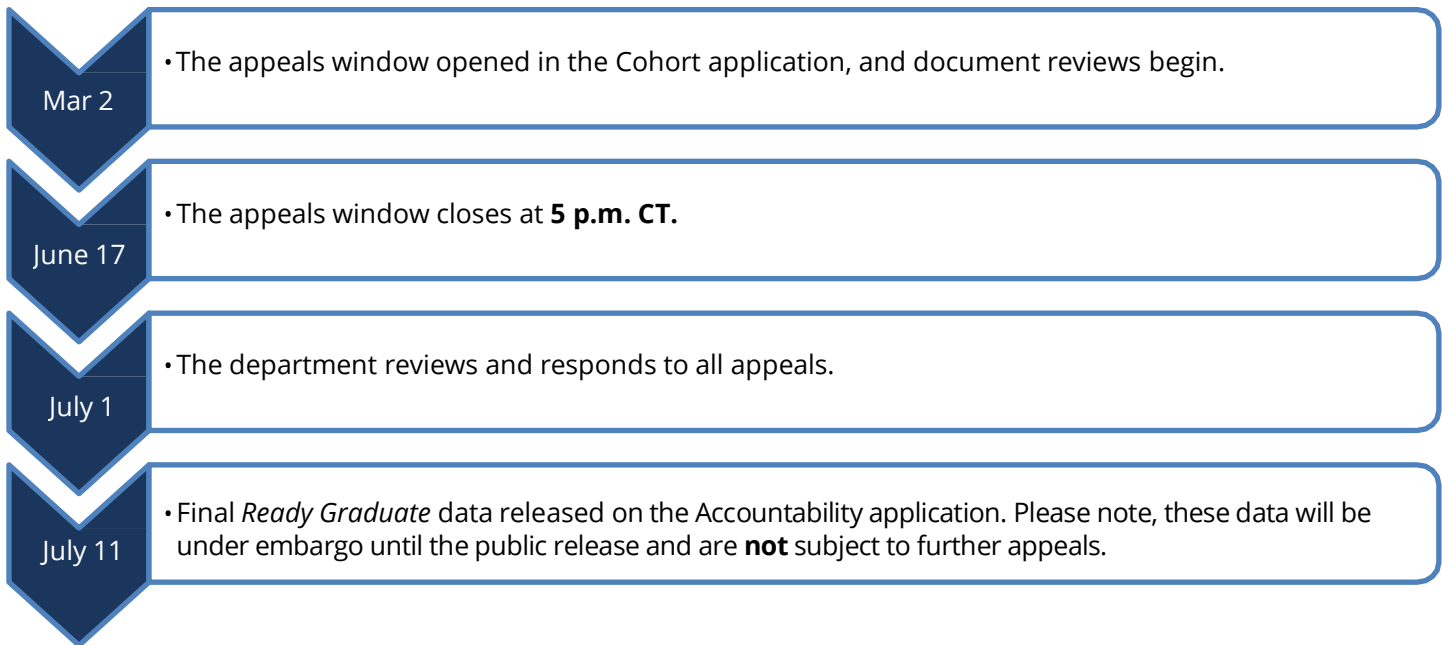 Mar 2
•The appeals window opened in the Cohort application, and document reviews begin.
June 17
•The appeals window closes at 5 p.m. CT.
July 1
•The department reviews and responds to all appeals.
July 11
•Final Ready Graduate data released on the Accountability application. Please note, these data will be
under embargo until the public release and are not subject to further appeals.